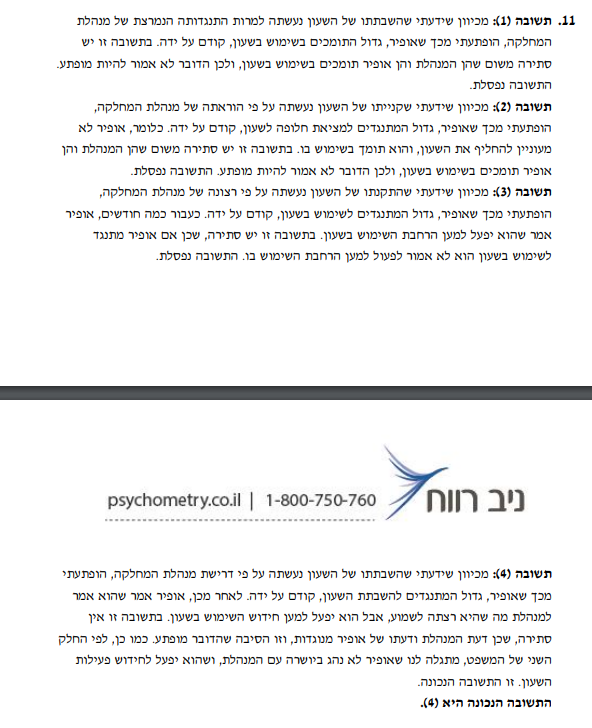 11. תשובה (1): מכיוון שידעתי שהשבתתו של השעון נעשתה למרות התנגדותה הנמרצת של מנהלת
המחלקה, הופתעתי מכך שאופיר, גדול התומכים בשימוש בשעון, קודם על ידה. בתשובה זו יש
סתירה משום שהן המנהלת והן אופיר תומכים בשימוש בשעון, ולכן הדובר לא אמור להיות מופתע.
התשובה נפסלת.
תשובה (2): מכיוון שידעתי שקנייתו של השעון נעשתה על פי הוראתה של מנהלת המחלקה,
הופתעתי מכך שאופיר, גדול המתנגדים למציאת חלופה לשעון, קודם על ידה. כלומר, אופיר לא
מעוניין להחליף את השעון, והוא תומך בשימוש בו. בתשובה זו יש סתירה משום שהן המנהלת והן
אופיר תומכים בשימוש בשעון, ולכן הדובר לא אמור להיות מופתע. התשובה נפסלת.
תשובה (3): מכיוון שידעתי שהתקנתו של השעון נעשתה על פי רצונה של מנהלת המחלקה,
הופתעתי מכך שאופיר, גדול המתנגדים לשימוש בשעון, קודם על ידה. כעבור כמה חודשים, אופיר
אמר שהוא יפעל למען הרחבת השימוש בשעון. בתשובה זו יש סתירה, שכן אם אופיר מתנגד
לשימוש בשעון הוא לא אמור לפעול למען הרחבת השימוש בו. התשובה נפסלת.
ניב רווח
psychometry.co.il | 1-800-750-760
תשובה (4): מכיוון שידעתי שהשבתתו של השעון נעשתה על פי דרישת מנהלת המחלקה, הופתעתי
מכך שאופיר, גדול המתנגדים להשבתת השעון, קודם על ידה. לאחר מכן, אופיר אמר שהוא אמר
למנהלת מה שהיא רצתה לשמוע, אבל הוא יפעל למען חידוש השימוש בשעון. בתשובה זו אין
סתירה, שכן דעת המנהלת ודעתו של אופיר מנוגדות, וזו הסיבה שהדובר מופתע. כמו כן, לפי החלק
השני של המשפט, מתגלה לנו שאופיר לא נהג ביושרה עם המנהלת, ושהוא יפעל לחידוש פעילות
השעון. זו התשובה הנכונה.
התשובה הנכונה היא (4).